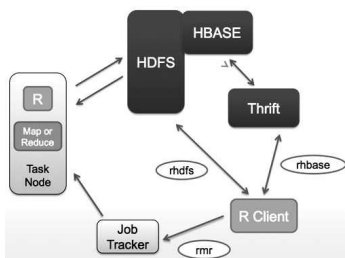 HBASE
HDFS
R
Map or
Reduce
Task
Node
Thrift
rhdfs
rhbase
R Client
Job
Tracker
rmr